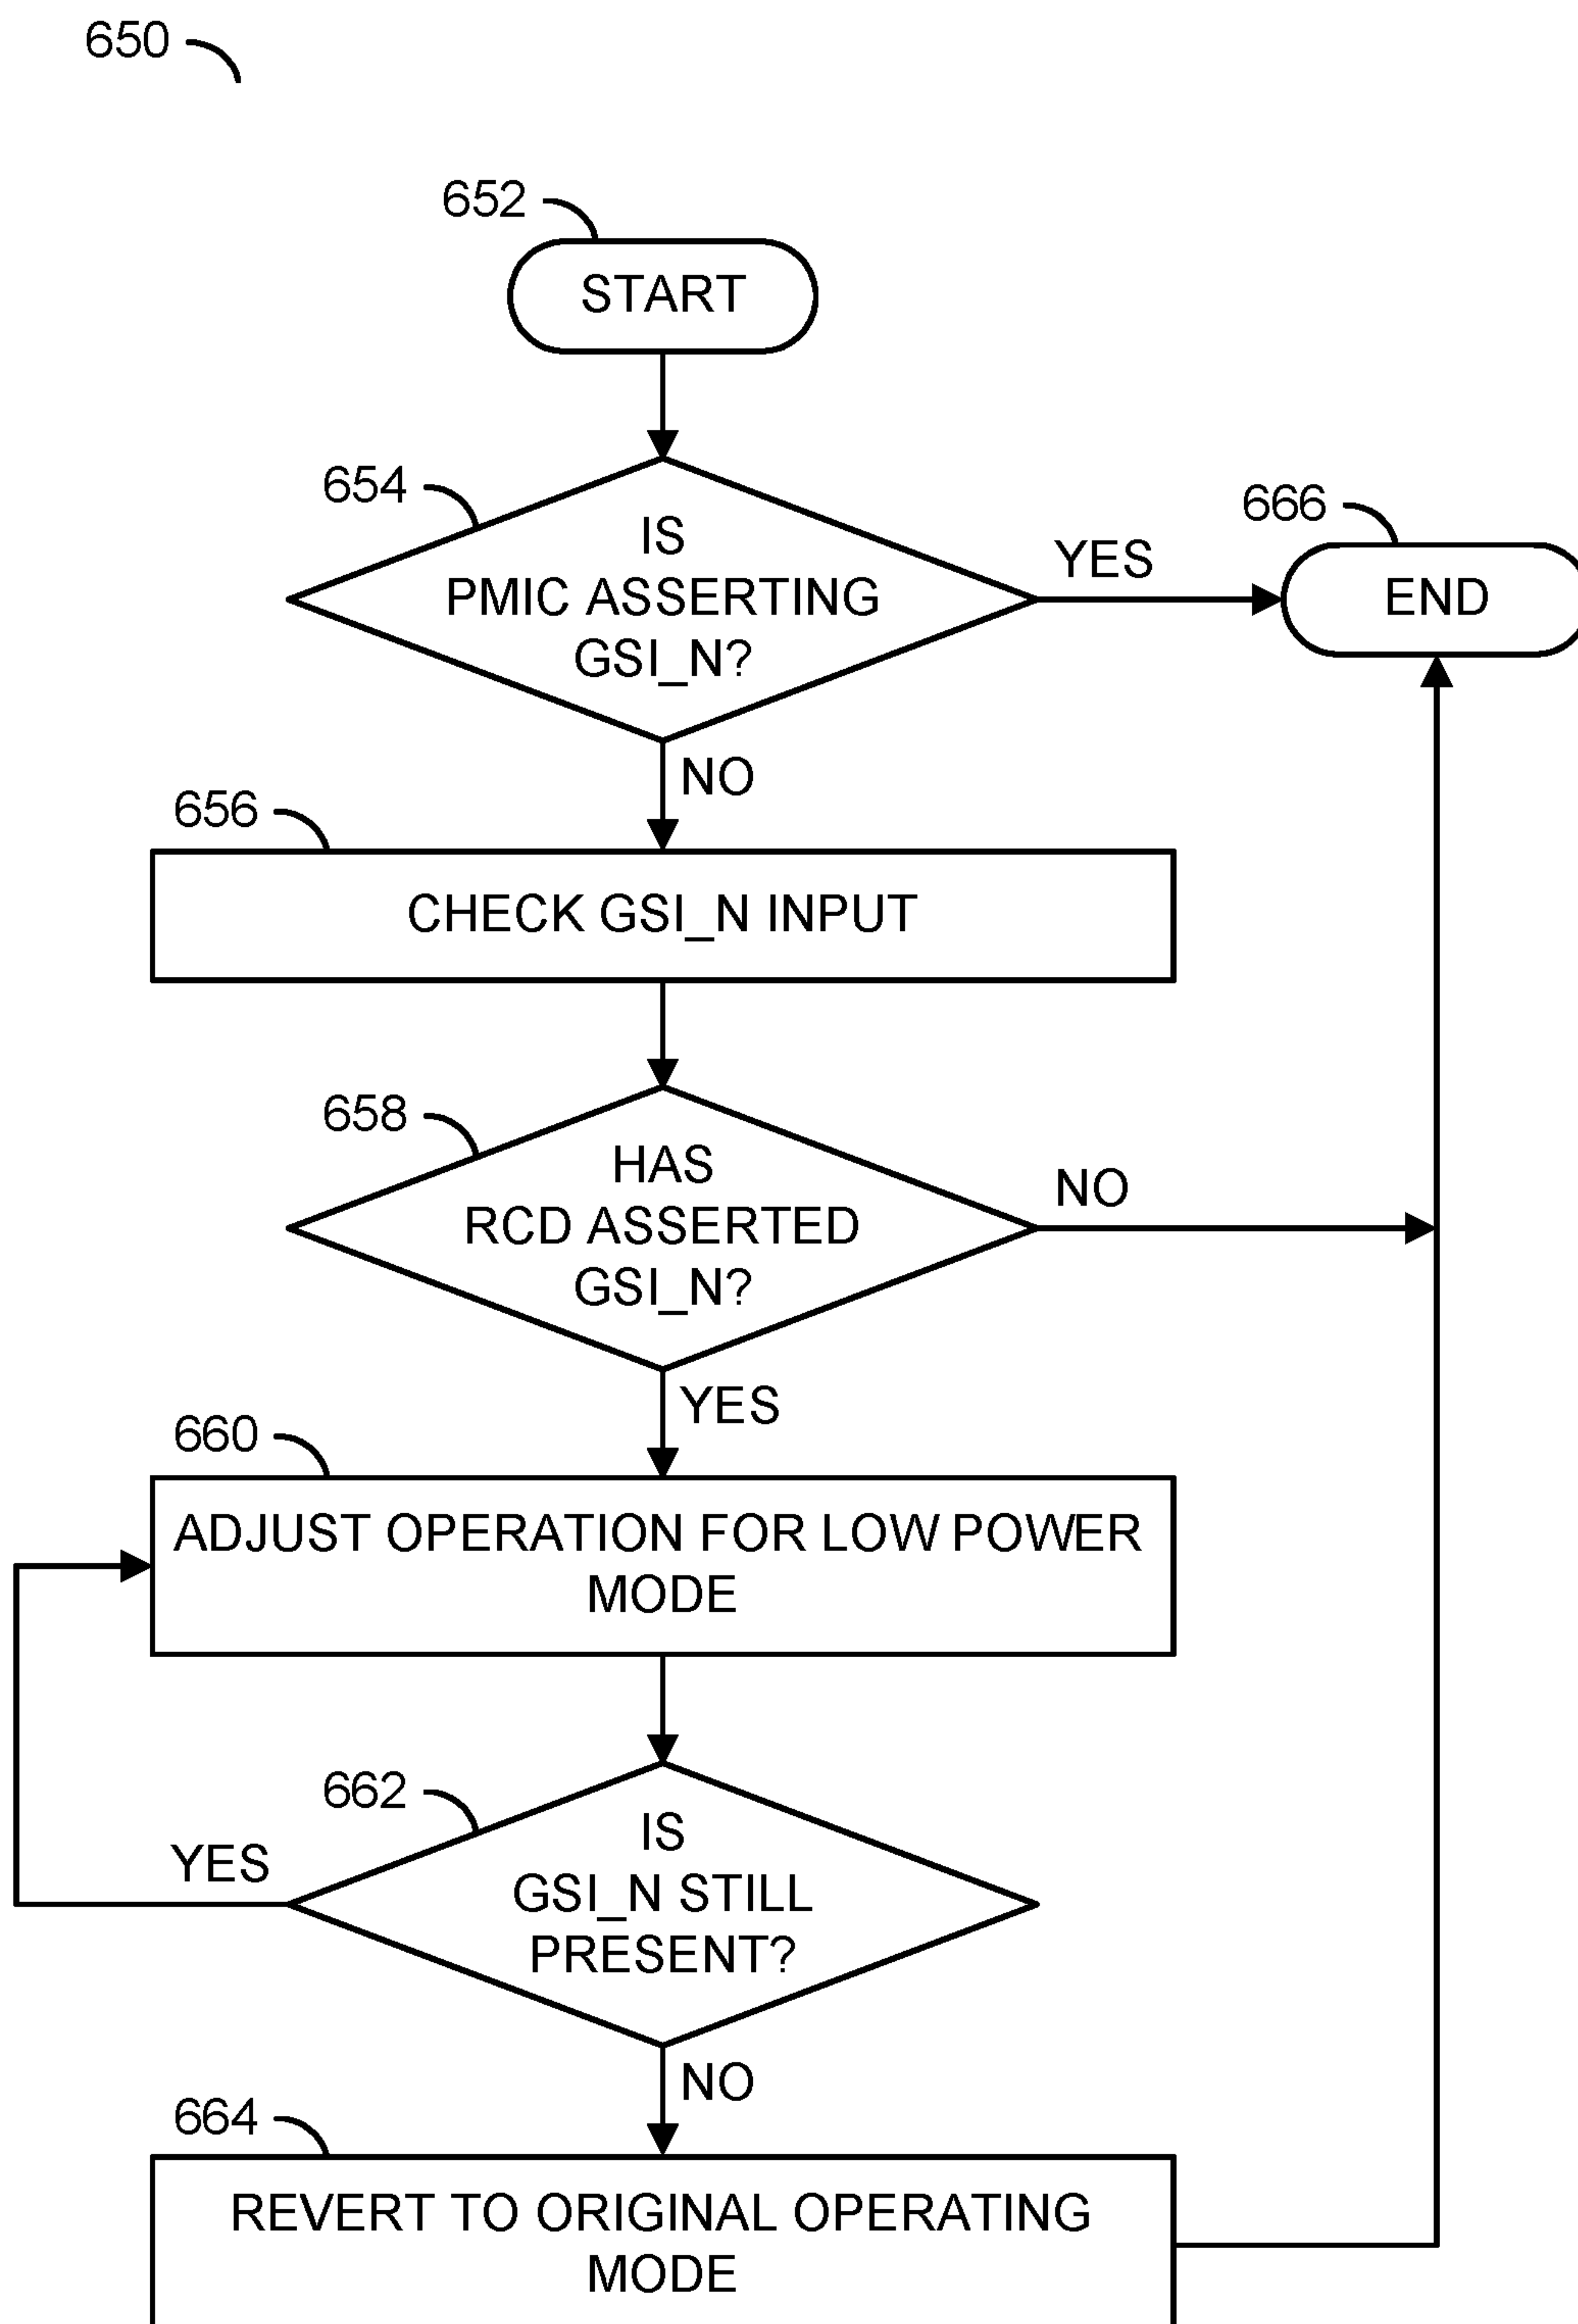 650
652
START
654
IS
PMIC ASSERTING
GSI_N?
YES
666
END
NO
656
CHECK GSI_N INPUT
658
HAS
RCD ASSERTED
GSI_N?
NO
YES
660
ADJUST OPERATION FOR LOW POWER
MODE
662
IS
GSI_N STILL
PRESENT?
YES
NO
664
REVERT TO ORIGINAL OPERATING
MODE